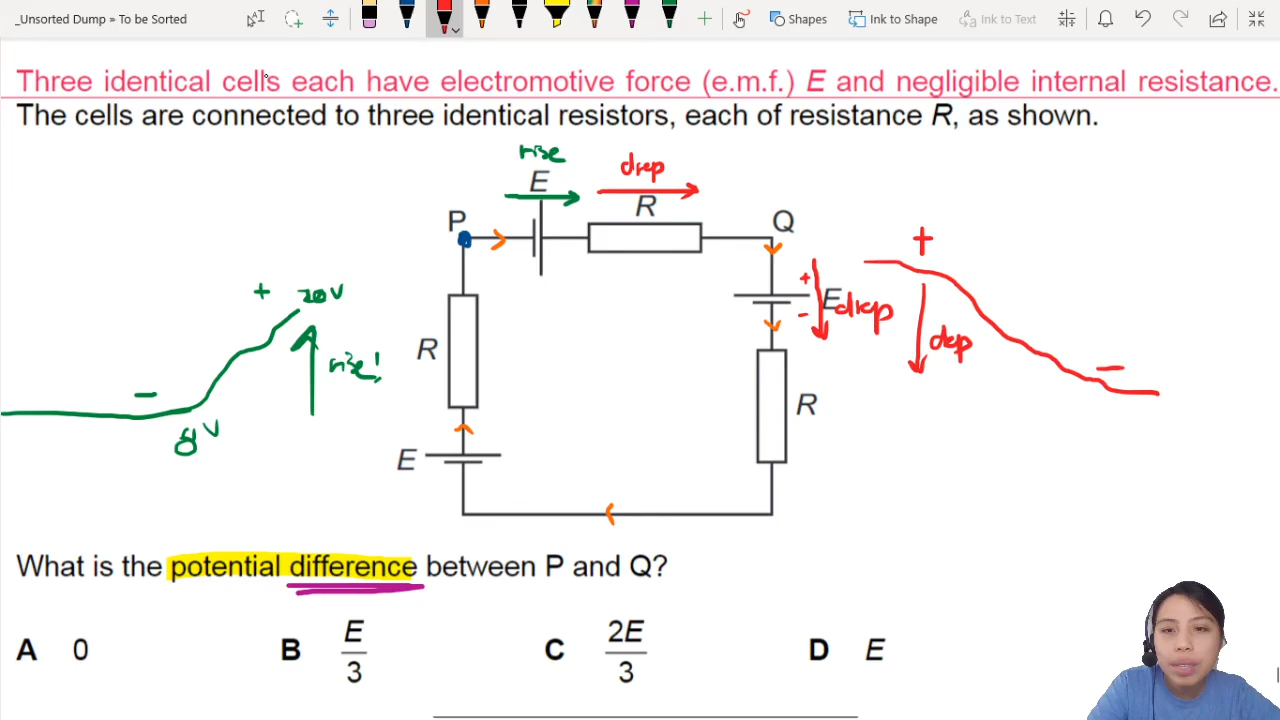 _Unsorted Dump » To be Sorted
Shapes
Ink to Shape
Ink to Text
Three identical cells each have electromotive force (e.m.f.) E and negligible internal resistance.
The cells are connected to three identical resistors, each of resistance R, as shown.
rise
drop
E
R
P
Q
+
+
20V
rise!
-
8V
R
+
-
E
drop
drop
-
R
E
What is the potential difference between P and Q?
A 0 B E/3 C 2E/3 D E